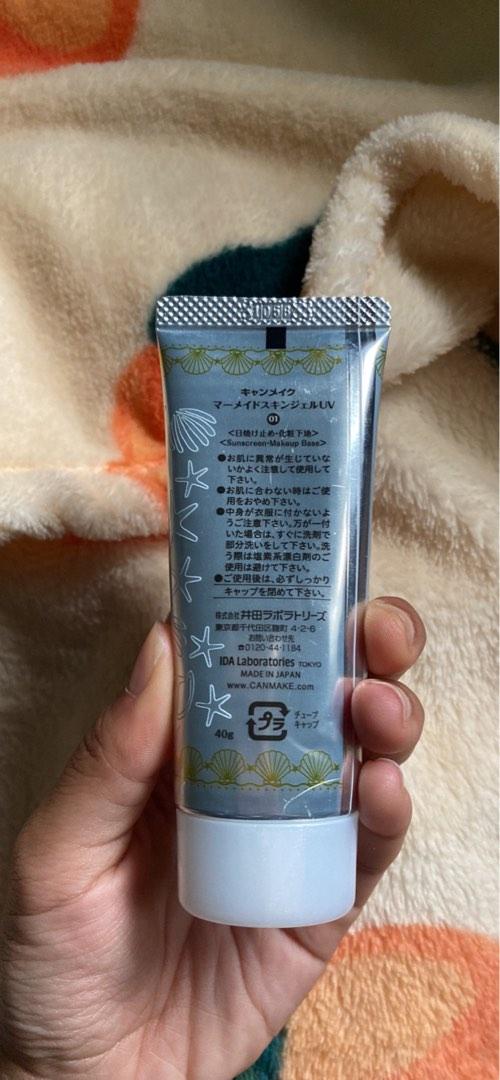 キャンメイク
マーメイドスキンジェルUV
01
<日焼け止め・化粧下地>
<Sunscreen・Makeup Base>
●お肌に異常が生じていな
いかよく注意して使用して
下さい。
●お肌に合わない時はご使
用をおやめ下さい。
●中身が衣服に付かないよ
うご注意下さい。万が一付
いた場合は、すぐに洗剤で
部分洗いをして下さい。洗
う際は塩素系漂白剤のご
使用は避けて下さい。
●ご使用後は、必ずしっかり
キャップを閉めて下さい。
株式会社 井田ラボラトリーズ
東京都千代田区麹町 4-2-6
お問い合わせ先
☎0120-44-1184
IDA Laboratories TOKYO
MADE IN JAPAN
www.CANMAKE.com
40g
プラ
チューブ
キャップ